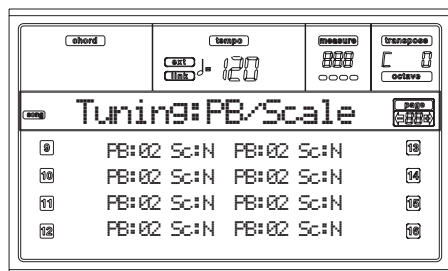 chord tempo measure transpose
ext link = 120 888 C 0
octave
song Tuning:PB/Scale page
9 PB:02 Sc:N PB:02 Sc:N 13
10 PB:02 Sc:N PB:02 Sc:N 14
11 PB:02 Sc:N PB:02 Sc:N 15
12 PB:02 Sc:N PB:02 Sc:N 16